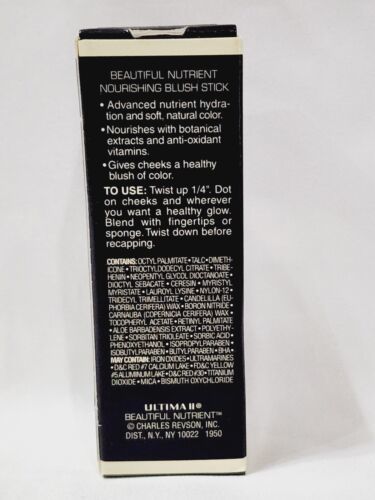 BEAUTIFUL NUTRIENT
NOURISHING BLUSH STICK
• Advanced nutrient hydra-
tion and soft, natural color.
• Nourishes with botanical
extracts and anti-oxidant
vitamins.
• Gives cheeks a healthy
blush of color.
TO USE: Twist up 1/4". Dot
on cheeks and wherever
you want a healthy glow.
Blend with fingertips or
sponge. Twist down before
recapping.
CONTAINS: OCTYL PALMITATE • TALC • DIMETH-
ICONE • TRIOCTYLDODECYL CITRATE • TRIBE-
HENIN • NEOPENTYL GLYCOL DIOCTANOATE •
DIOCTYL SEBACATE • CERESIN • MYRISTYL
MYRISTATE • LAUROYL LYSINE • NYLON-12 •
TRIDECYL TRIMELLITATE • CANDELILLA (EU-
PHORBIA CERIFERA) WAX • BORON NITRIDE •
CARNAUBA (COPERNICIA CERIFERA) WAX •
TOCOPHERYL ACETATE • RETINYL PALMITATE
• ALOE BARBADENSIS EXTRACT • POLYETHY-
LENE • SORBITAN TRIOLEATE • SORBIC ACID •
PHENOXYETHANOL • ISOPROPYLPARABEN •
ISOBUTYLPARABEN • BUTYLPARABEN • BHA •
MAY CONTAIN: IRON OXIDES • ULTRAMARINES
• D&C RED #7 CALCIUM LAKE • FD&C YELLOW
#5 ALUMINUM LAKE • D&C RED #30 • TITANIUM
DIOXIDE • MICA • BISMUTH OXYCHLORIDE
ULTIMA II®
BEAUTIFUL NUTRIENT™
© CHARLES REVSON, INC.
DIST., N.Y., NY 10022 1950